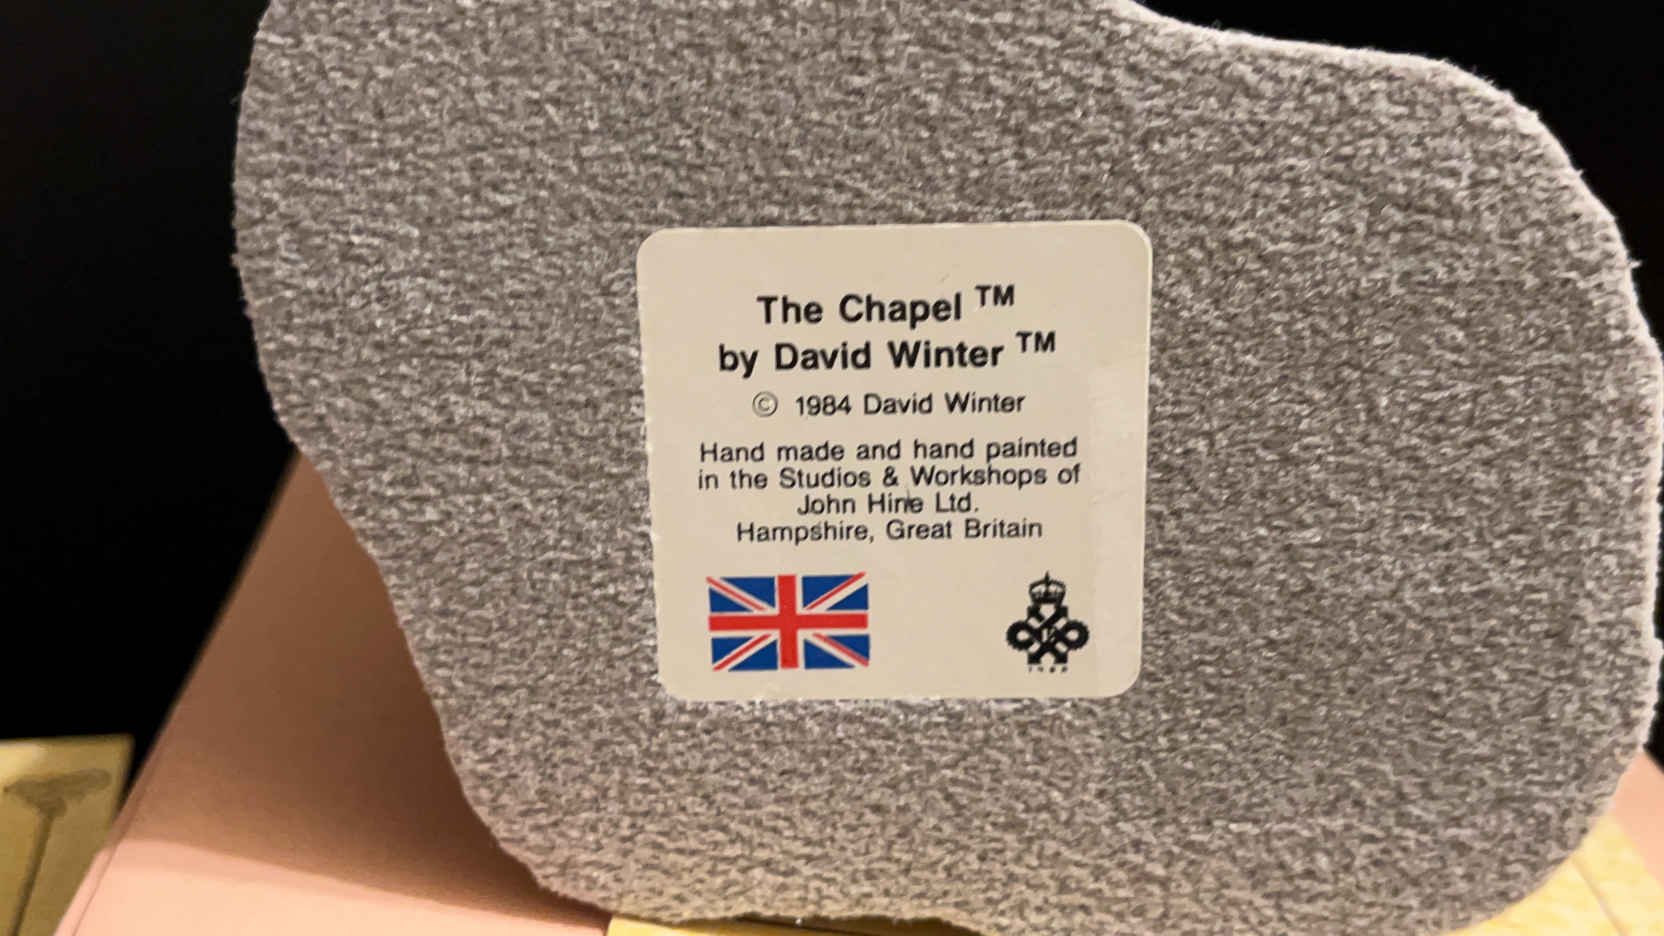 The Chapel ™
by David Winter ™
© 1984 David Winter
Hand made and hand painted
in the Studios & Workshops of
John Hine Ltd.
Hampshire, Great Britain